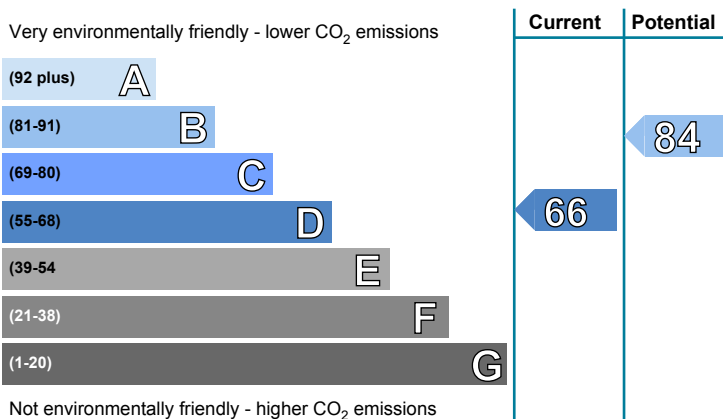 Very environmentally friendly - lower CO2 emissions
Current
Potential
(92 plus) A
(81-91) B
84
(69-80) C
(55-68) D
66
(39-54 E
(21-38) F
(1-20) G
Not environmentally friendly - higher CO2 emissions